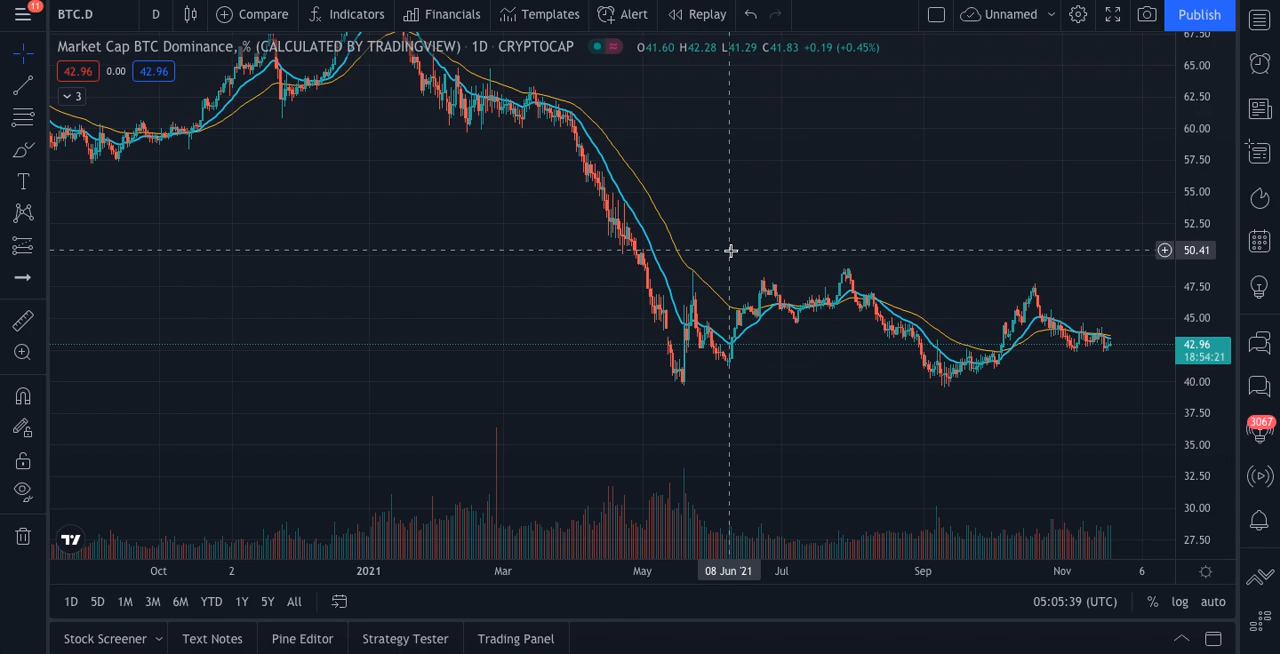 11
BTC.D
D
Compare
Indicators
Financials
Templates
Alert
Replay
Unnamed
Publish
Market Cap BTC Dominance, % (CALCULATED BY TRADINGVIEW) · 1D · CRYPTOCAP
O41.60 H42.28 L41.29 C41.83 +0.19 (+0.45%)
42.96 0.00 42.96
3
67.50
65.00
62.50
60.00
57.50
55.00
52.50
50.41
47.50
45.00
42.96
18:54:21
40.00
37.50
35.00
32.50
30.00
27.50
3067
Oct 2 2021 Mar May 08 Jun '21 Jul Sep Nov 6
1D 5D 1M 3M 6M YTD 1Y 5Y All
05:05:39 (UTC) % log auto
Stock Screener Text Notes Pine Editor Strategy Tester Trading Panel